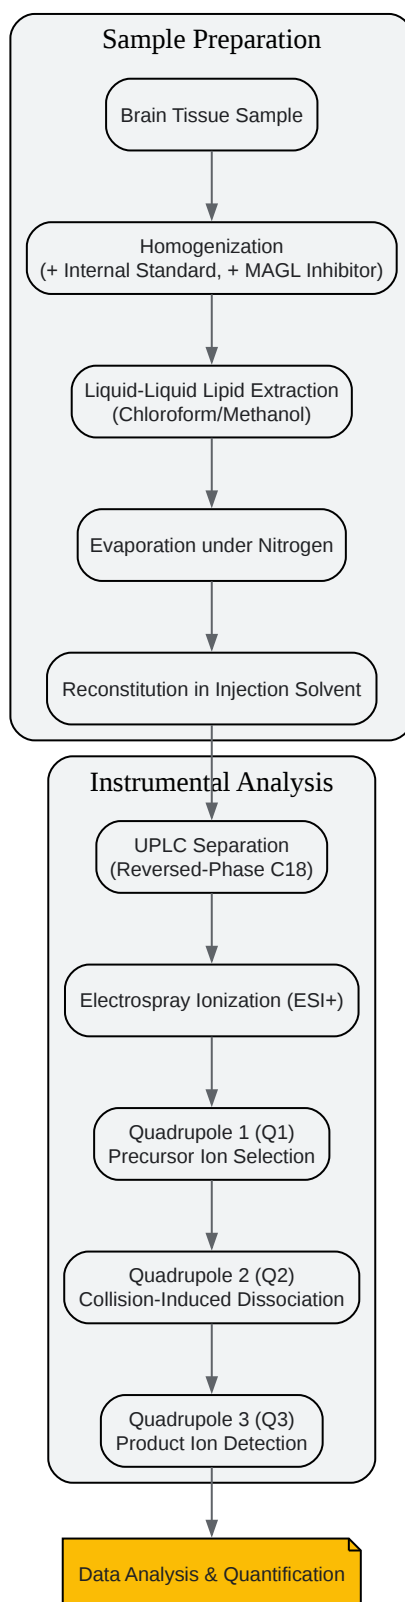 Sample Preparation
Brain Tissue Sample
Homogenization
(+ Internal Standard, + MAGL Inhibitor)
Liquid-Liquid Lipid Extraction
(Chloroform/Methanol)
Evaporation under Nitrogen
Reconstitution in Injection Solvent
Instrumental Analysis
UPLC Separation
(Reversed-Phase C18)
Electrospray Ionization (ESI+)
Quadrupole 1 (Q1)
Precursor Ion Selection
Quadrupole 2 (Q2)
Collision-Induced Dissociation
Quadrupole 3 (Q3)
Product Ion Detection
Data Analysis & Quantification